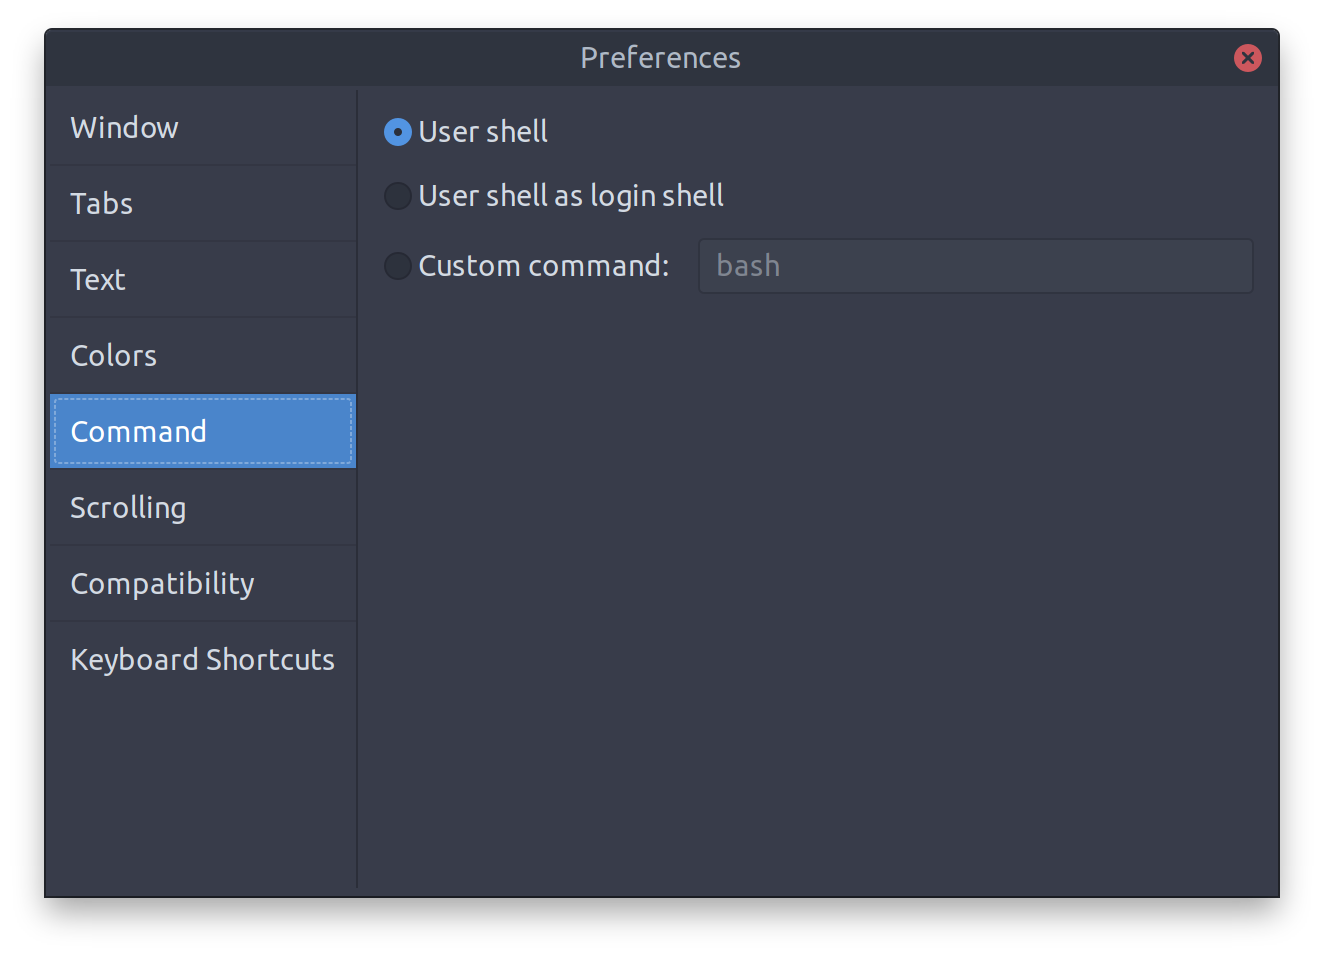 Preferences
Window
Tabs
Text
Colors
Command
Scrolling
Compatibility
Keyboard Shortcuts
User shell
User shell as login shell
Custom command: bash